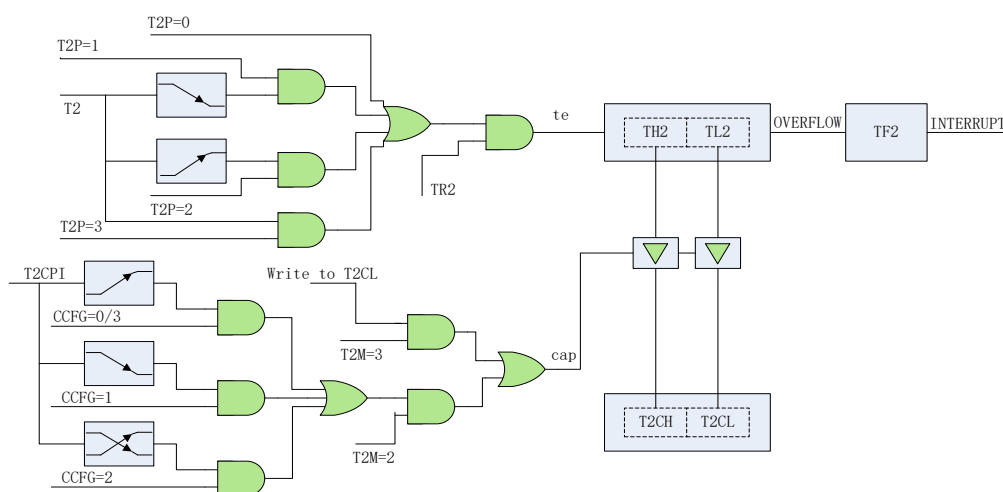 T2P=0
T2P=1
T2
T2P=2
T2P=3
te
TR2
TH2
TL2
OVERFLOW
TF2
INTERRUPT
T2CPI
CCFG=0/3
CCFG=1
CCFG=2
Write to T2CL
T2M=3
T2M=2
cap
T2CH
T2CL